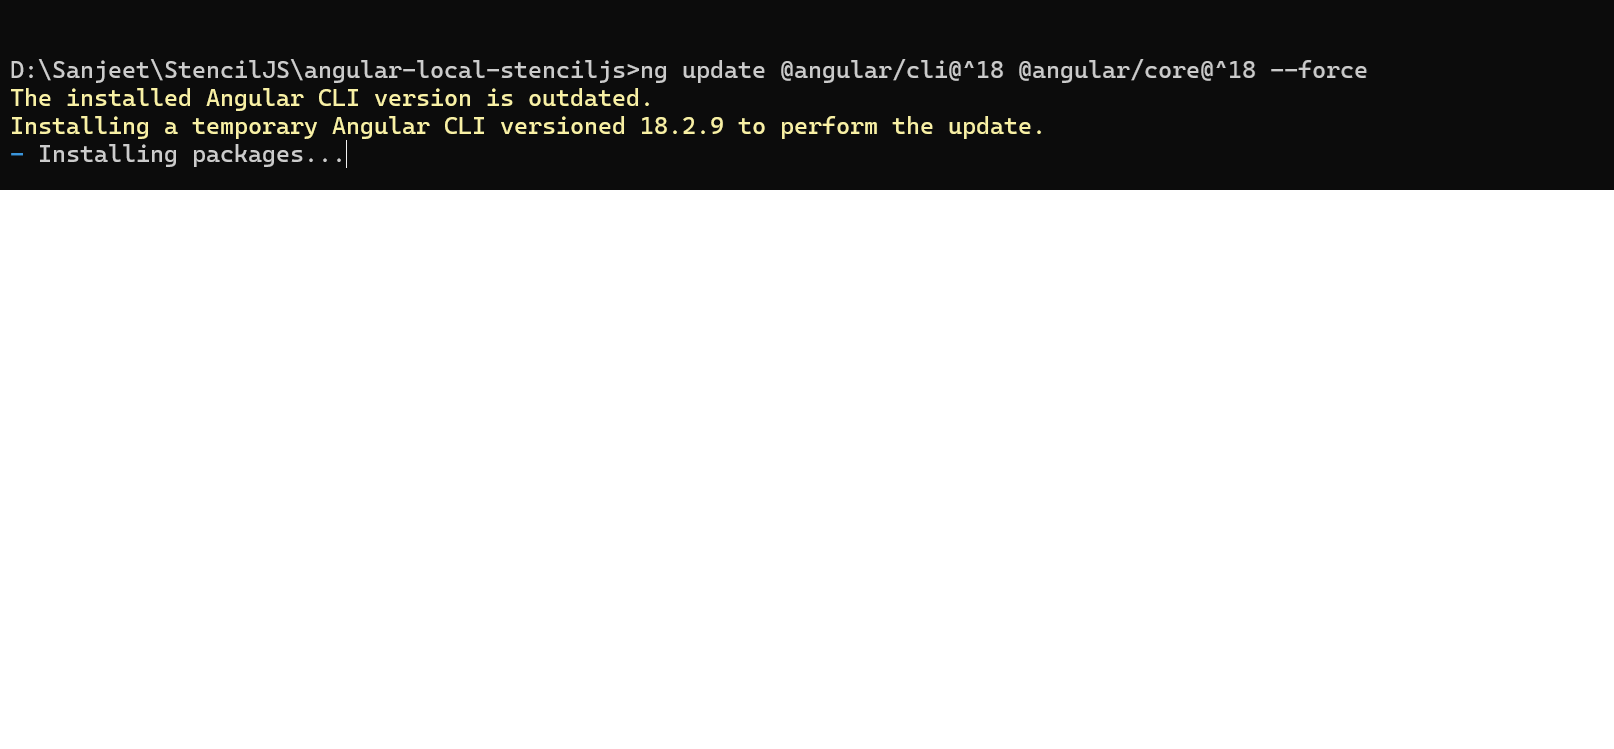 D:\Sanjeet\StencilJS\angular-local-stenciljs>ng update @angular/cli@^18 @angular/core@^18 --force
The installed Angular CLI version is outdated.
Installing a temporary Angular CLI versioned 18.2.9 to perform the update.
- Installing packages...